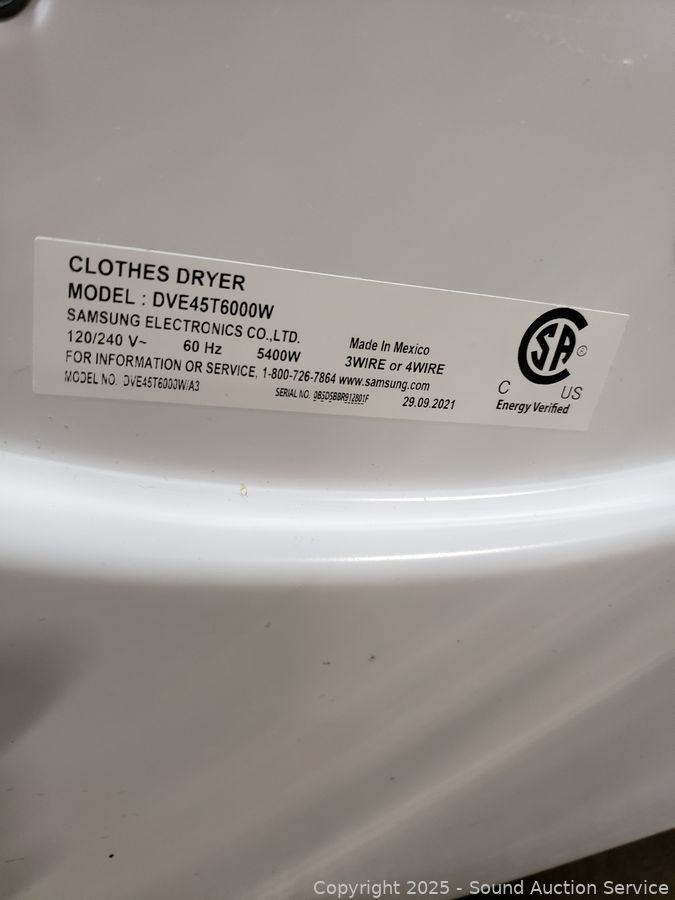 CLOTHES DRYER
MODEL : DVE45T6000W
SAMSUNG ELECTRONICS CO.,LTD.
120/240 V~ 60 Hz 5400W
Made In Mexico
3WIRE or 4WIRE
FOR INFORMATION OR SERVICE, 1-800-726-7864 www.samsung.com
MODEL NO. DVE45T6000W/A3
SERIAL NO. 29.09.2021
SA ®
C US
Energy Verified
Copyright 2025 - Sound Auction Service